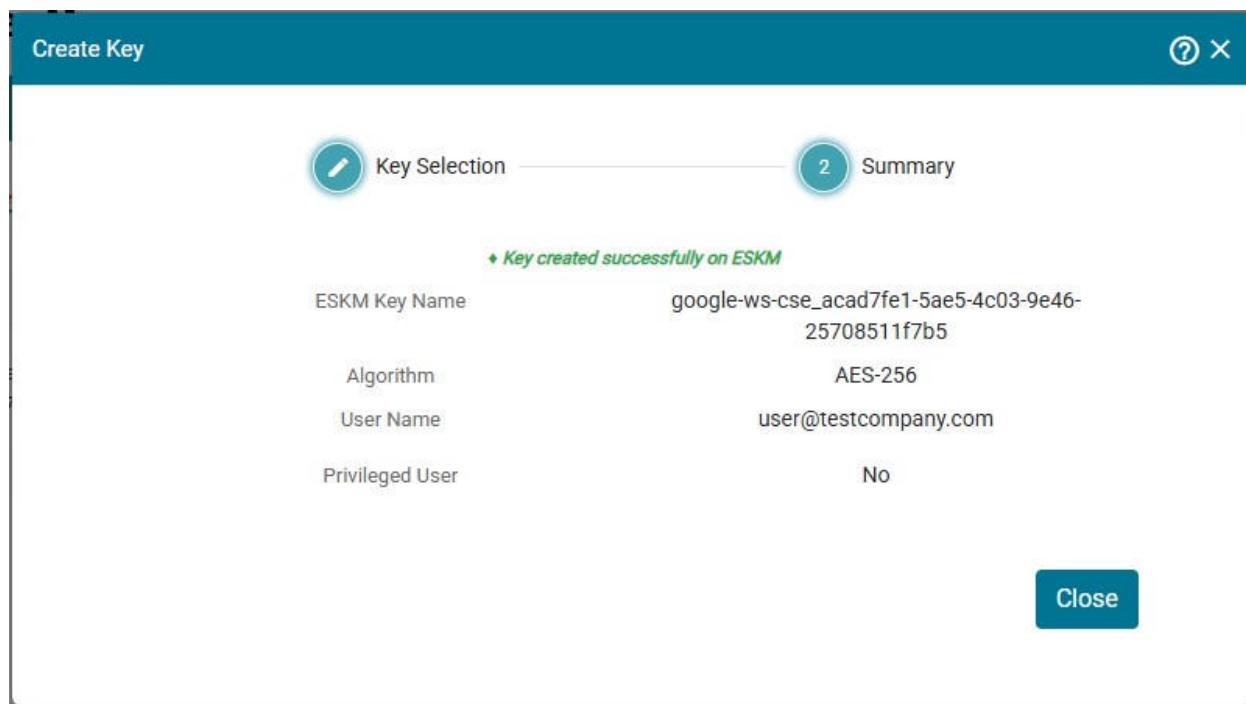 Create Key
Key Selection
2 Summary
♦ Key created successfully on ESKM
ESKM Key Name google-ws-cse_acad7fe1-5ae5-4c03-9e46-
25708511f7b5
Algorithm AES-256
User Name user@testcompany.com
Privileged User No
Close